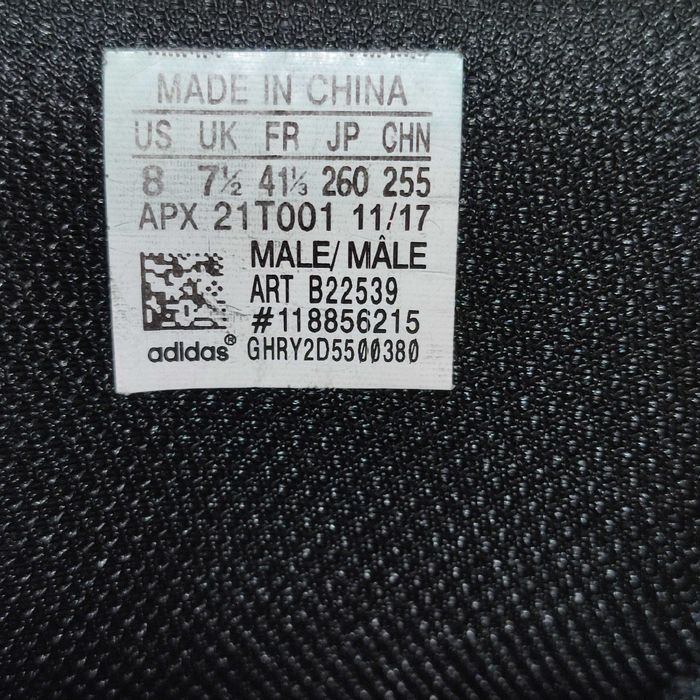 MADE IN CHINA
US UK FR JP CHN
8 7½ 41⅓ 260 255
APX 21T001 11/17
MALE/ MÂLE
ART B22539
#118856215
adidas® GHRY2D5500380